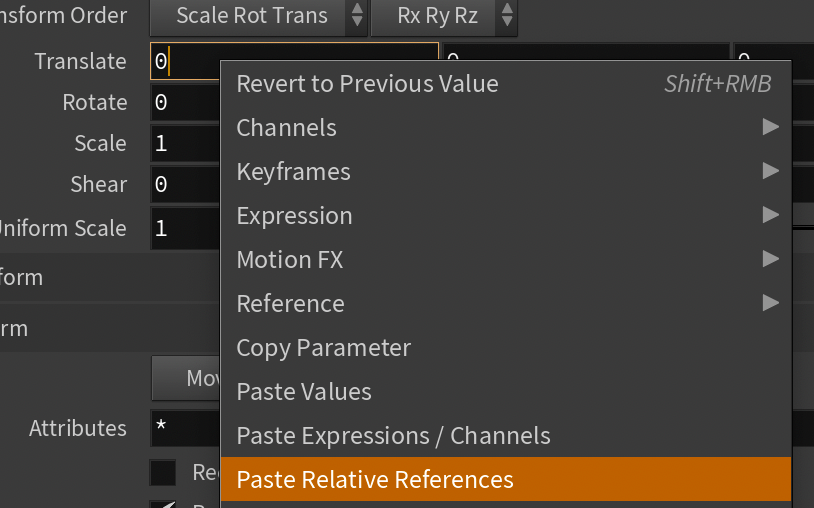 nsform Order Scale Rot Trans Rx Ry Rz
Translate 0 0 0
Revert to Previous Value Shift+RMB
Rotate 0
Channels
Scale 1
Keyframes
Shear 0
Expression
Uniform Scale 1
Motion FX
form
Reference
rm
Copy Parameter
Mov
Paste Values
Attributes *
Paste Expressions / Channels
Re
Paste Relative References